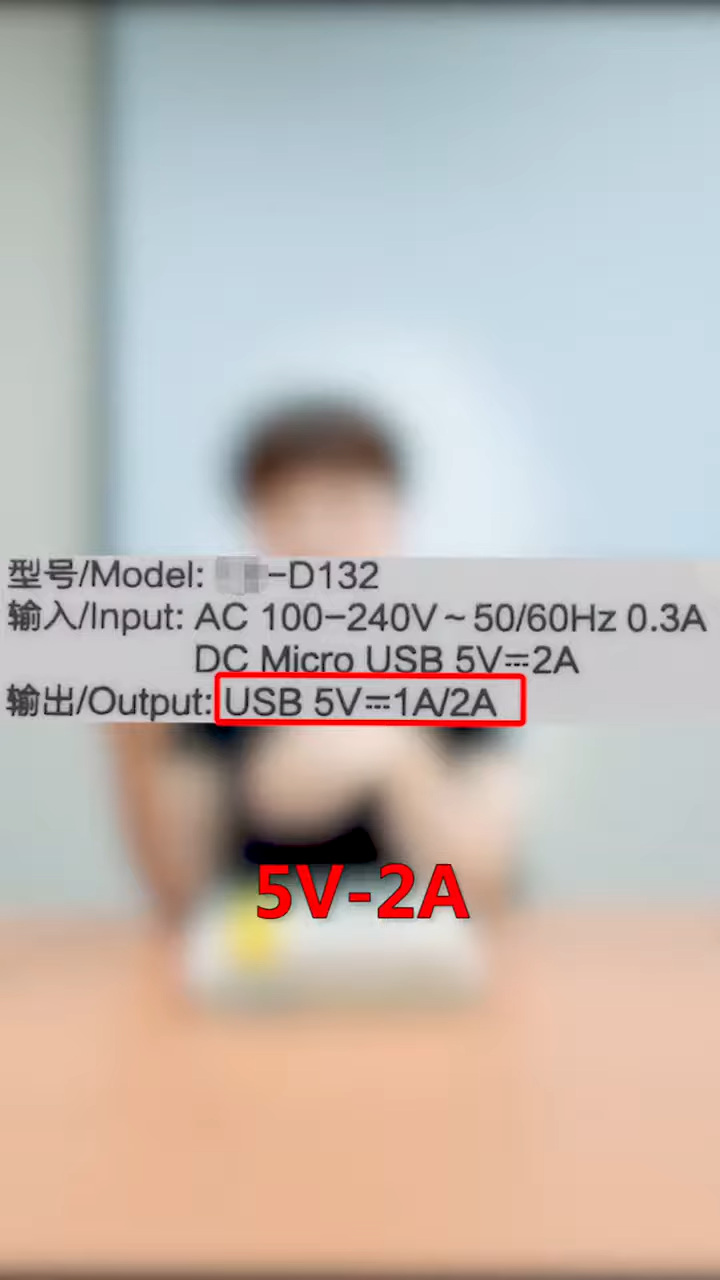 型号/Model: -D132
输入/Input: AC 100-240V~50/60Hz 0.3A
DC Micro USB 5V⎓2A
输出/Output: USB 5V⎓1A/2A
5V-2A